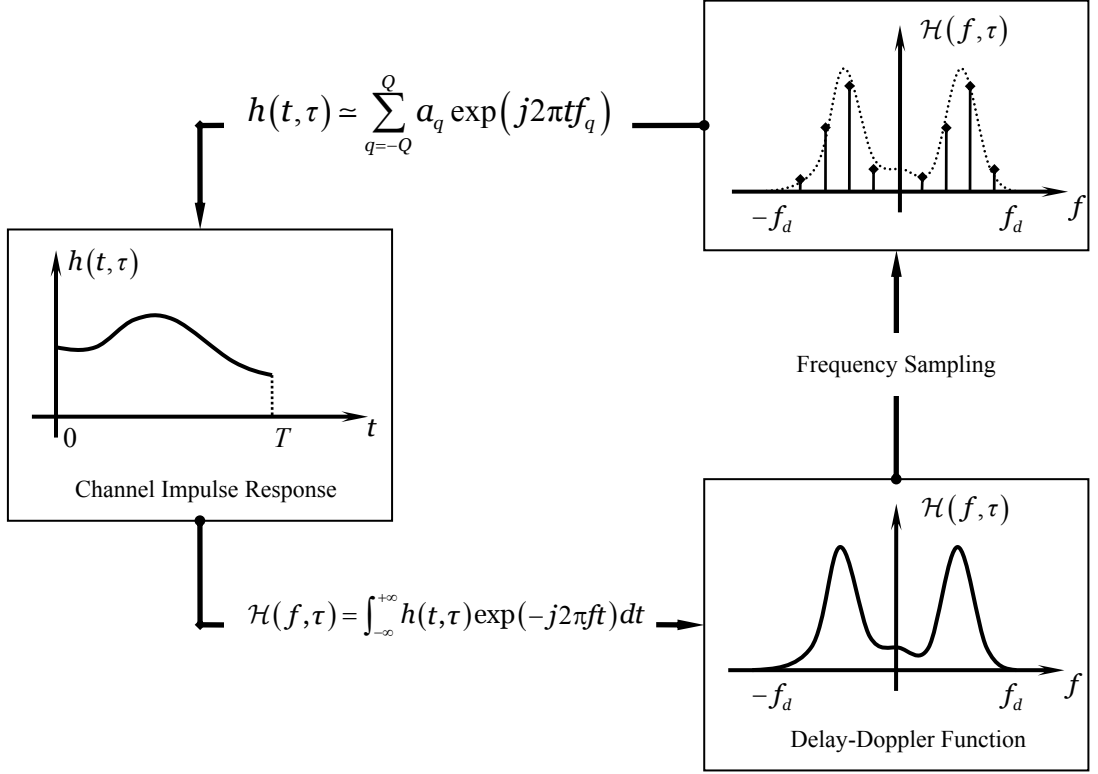 ℋ(f,τ)
−f_d
f_d
f
h(t,τ) ≃ ∑_{q=−Q}^{Q} a_q exp(j2πtf_q)
h(t,τ)
0
T
t
Channel Impulse Response
Frequency Sampling
ℋ(f,τ) = ∫_{−∞}^{+∞} h(t,τ)exp(−j2πft)dt
ℋ(f,τ)
−f_d
f_d
f
Delay-Doppler Function